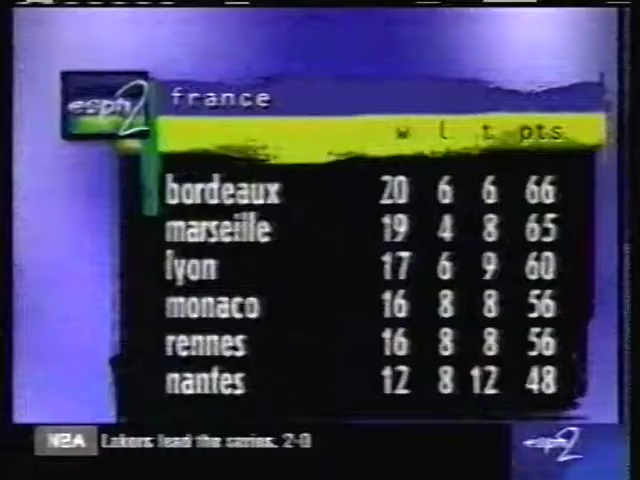 espn2 france
w l t pts
bordeaux 20 6 6 66
marseille 19 4 8 65
lyon 17 6 9 60
monaco 16 8 8 56
rennes 16 8 8 56
nantes 12 8 12 48
NBA Lakers lead the series, 2-0 espn2